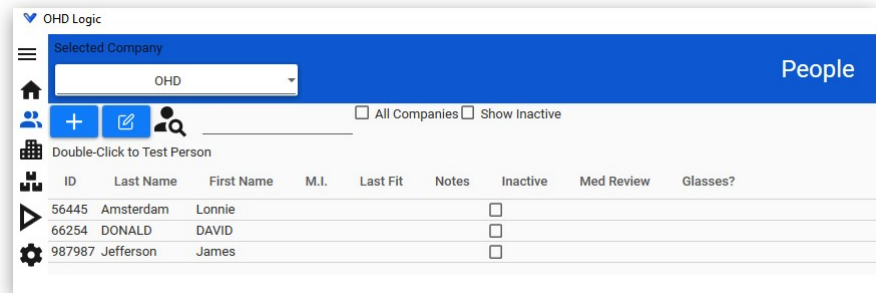 OHD Logic
Selected Company
OHD
People
All Companies Show Inactive
Double-Click to Test Person
ID Last Name First Name M.I. Last Fit Notes Inactive Med Review Glasses?
56445 Amsterdam Lonnie
66254 DONALD DAVID
987987 Jefferson James